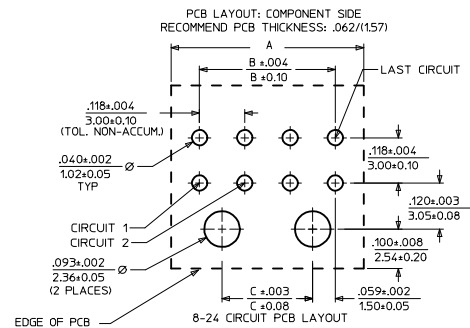 PCB LAYOUT: COMPONENT SIDE
RECOMMEND PCB THICKNESS: .062/(1.57)
A
B ±.004
B ±0.10
LAST CIRCUIT
.118±.004
3.00±0.10
(TOL. NON-ACCUM.)
.040±.002
1.02±0.05
TYP
Ø
.118±.004
3.00±0.10
.120±.003
3.05±0.08
CIRCUIT 1
CIRCUIT 2
.093±.002
2.36±0.05
(2 PLACES)
Ø
.100±.008
2.54±0.20
C ±.003
C ±0.08
.059±.002
1.50±0.05
EDGE OF PCB
8-24 CIRCUIT PCB LAYOUT